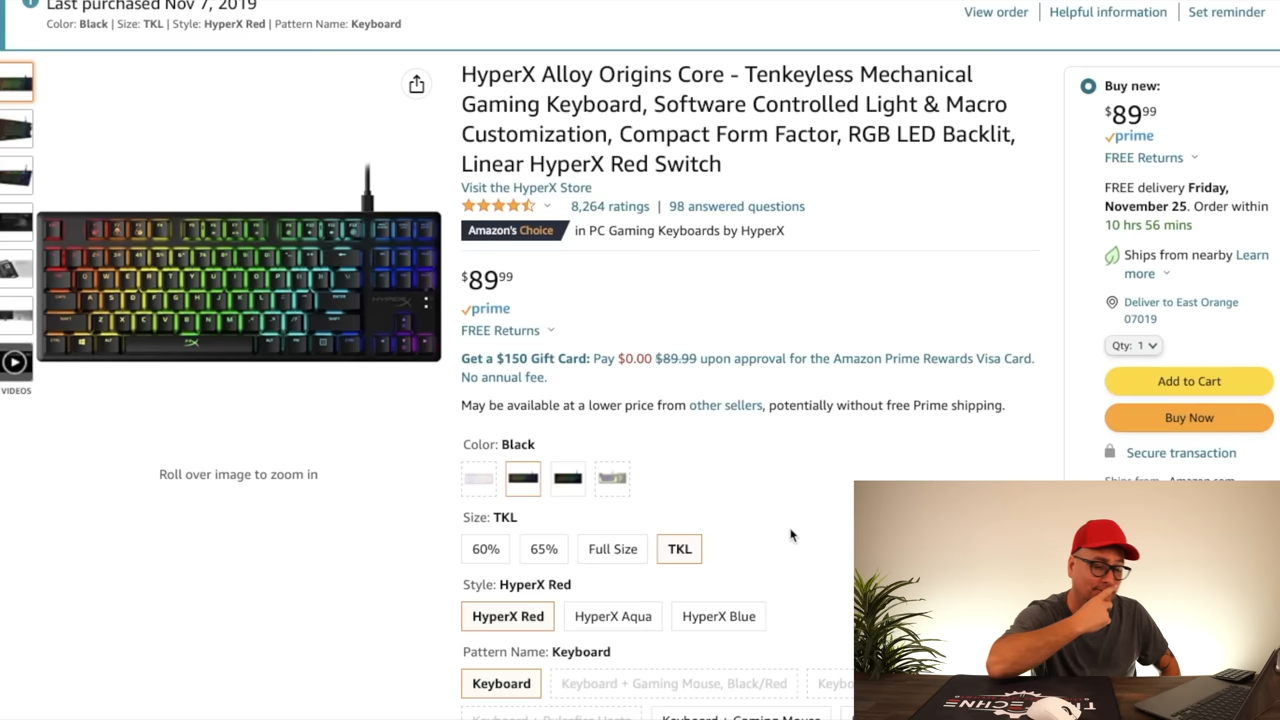 Last purchased Nov 7, 2019
Color: Black | Size: TKL | Style: HyperX Red | Pattern Name: Keyboard
View order
Helpful information
Set reminder
HyperX Alloy Origins Core - Tenkeyless Mechanical
Gaming Keyboard, Software Controlled Light & Macro
Customization, Compact Form Factor, RGB LED Backlit,
Linear HyperX Red Switch
Visit the HyperX Store
8,264 ratings | 98 answered questions
Amazon's Choice in PC Gaming Keyboards by HyperX
$8999
prime
FREE Returns
Get a $150 Gift Card: Pay $0.00 $89.99 upon approval for the Amazon Prime Rewards Visa Card.
No annual fee.
May be available at a lower price from other sellers, potentially without free Prime shipping.
Color: Black
Size: TKL
60% 65% Full Size TKL
Style: HyperX Red
HyperX Red HyperX Aqua HyperX Blue
Pattern Name: Keyboard
Keyboard Keyboard + Gaming Mouse, Black/Red Keybo
VIDEOS
Roll over image to zoom in
Buy new:
$8999
prime
FREE Returns
FREE delivery Friday,
November 25. Order within
10 hrs 56 mins
Ships from nearby Learn
more
Deliver to East Orange
07019
Qty: 1
Add to Cart
Buy Now
Secure transaction